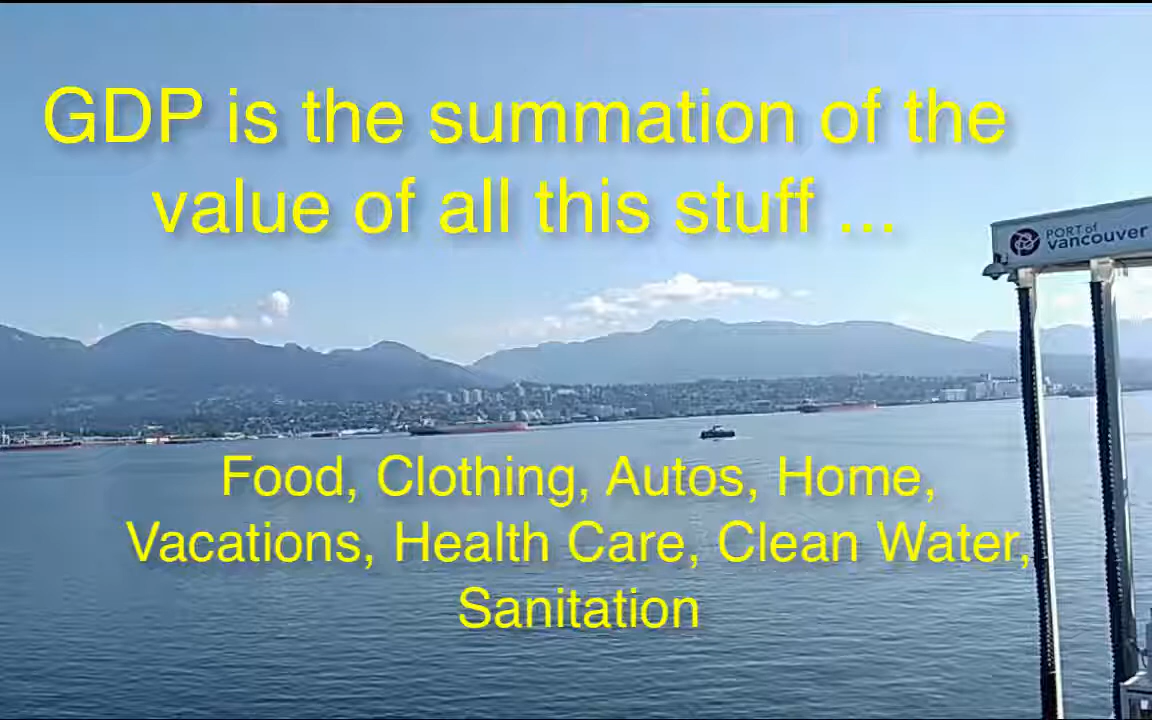 GDP is the summation of the
value of all this stuff ...
PORT of
vancouver
Food, Clothing, Autos, Home,
Vacations, Health Care, Clean Water,
Sanitation